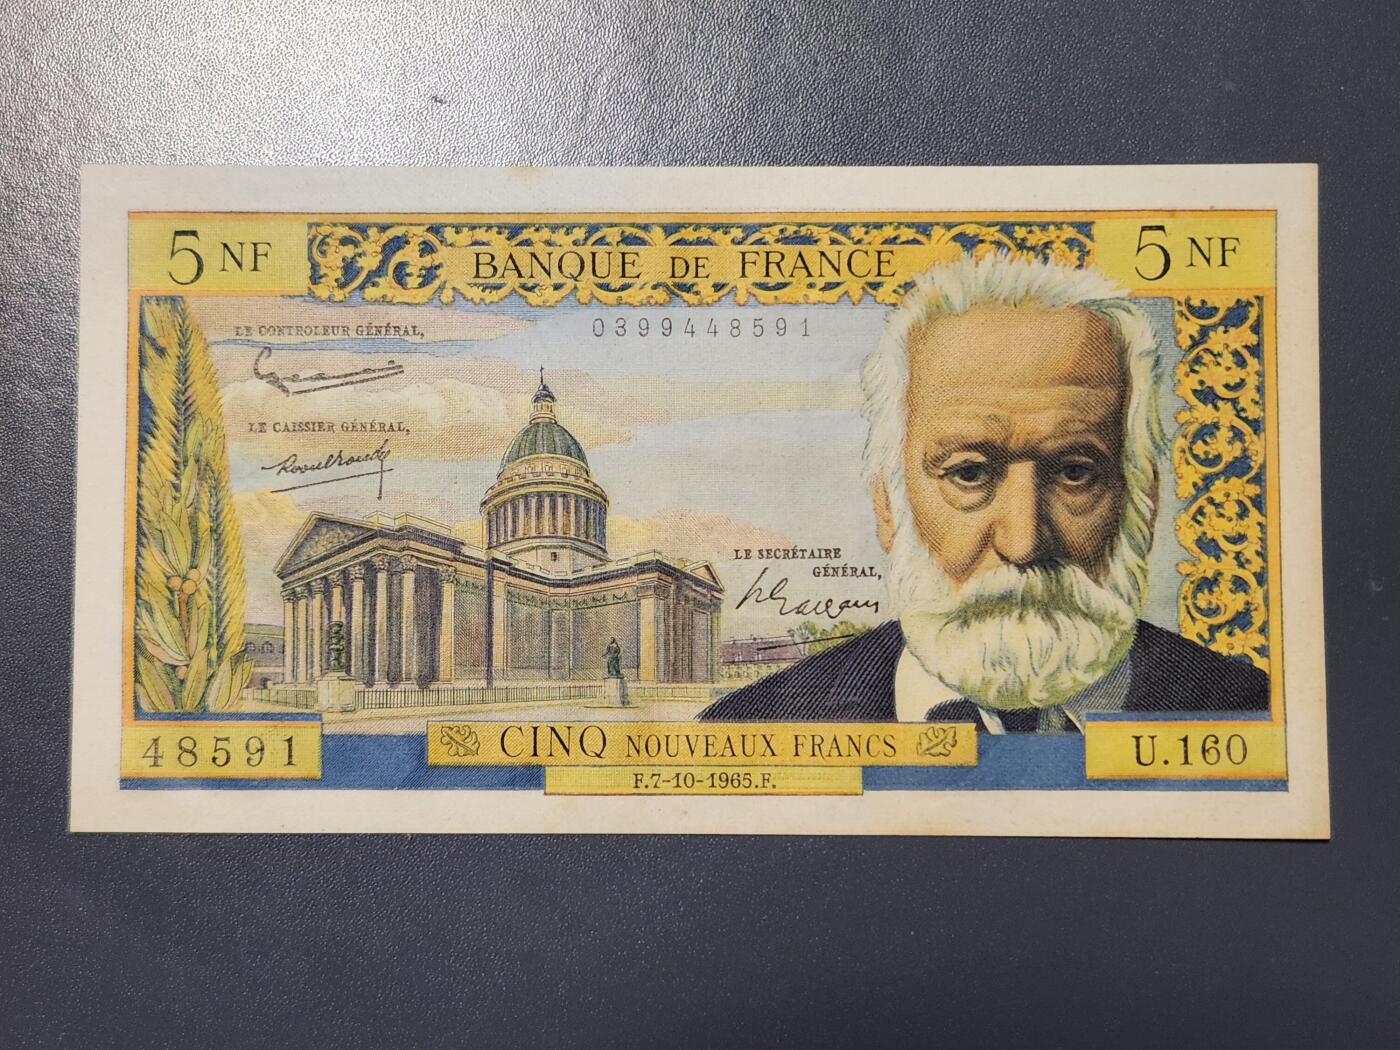 5 NF
BANQUE DE FRANCE
5 NF
LE CONTROLEUR GÉNÉRAL,
0399448591
LE CAISSIER GÉNÉRAL,
LE SECRÉTAIRE
GÉNÉRAL,
48591
CINQ NOUVEAUX FRANCS
U.160
F.7-10-1965.F.